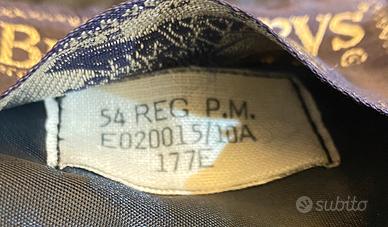 54 REG P.M.
E020015/10A
177E
subito